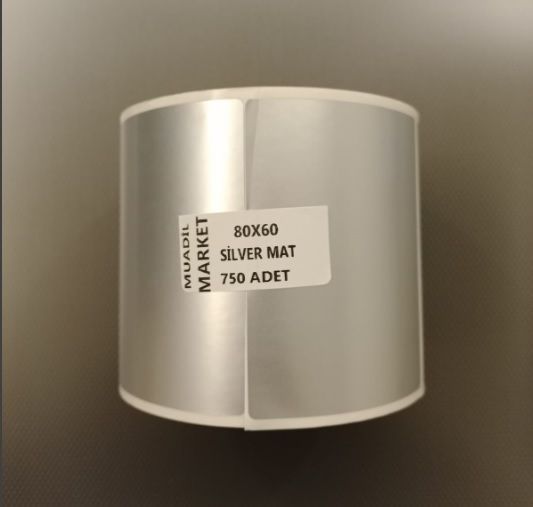 MUADİL
MARKET
80X60
SİLVER MAT
750 ADET